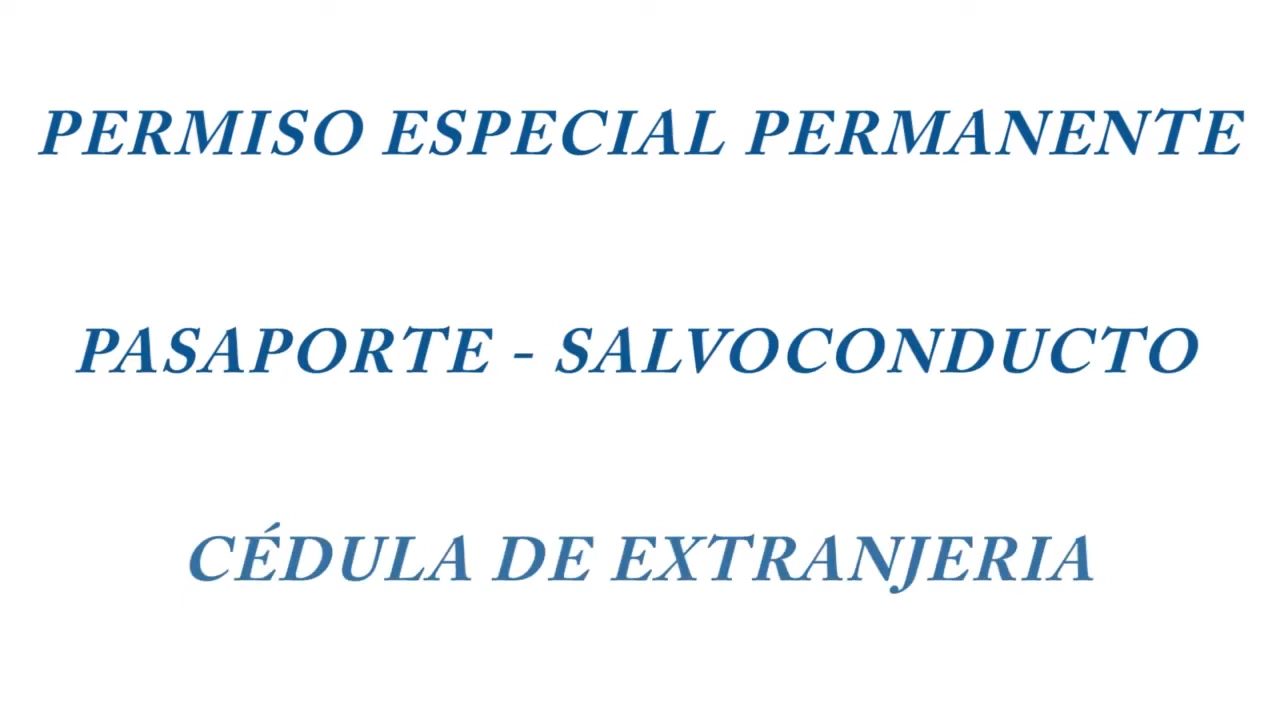 PERMISO ESPECIAL PERMANENTE
PASAPORTE - SALVOCONDUCTO
CÉDULA DE EXTRANJERIA